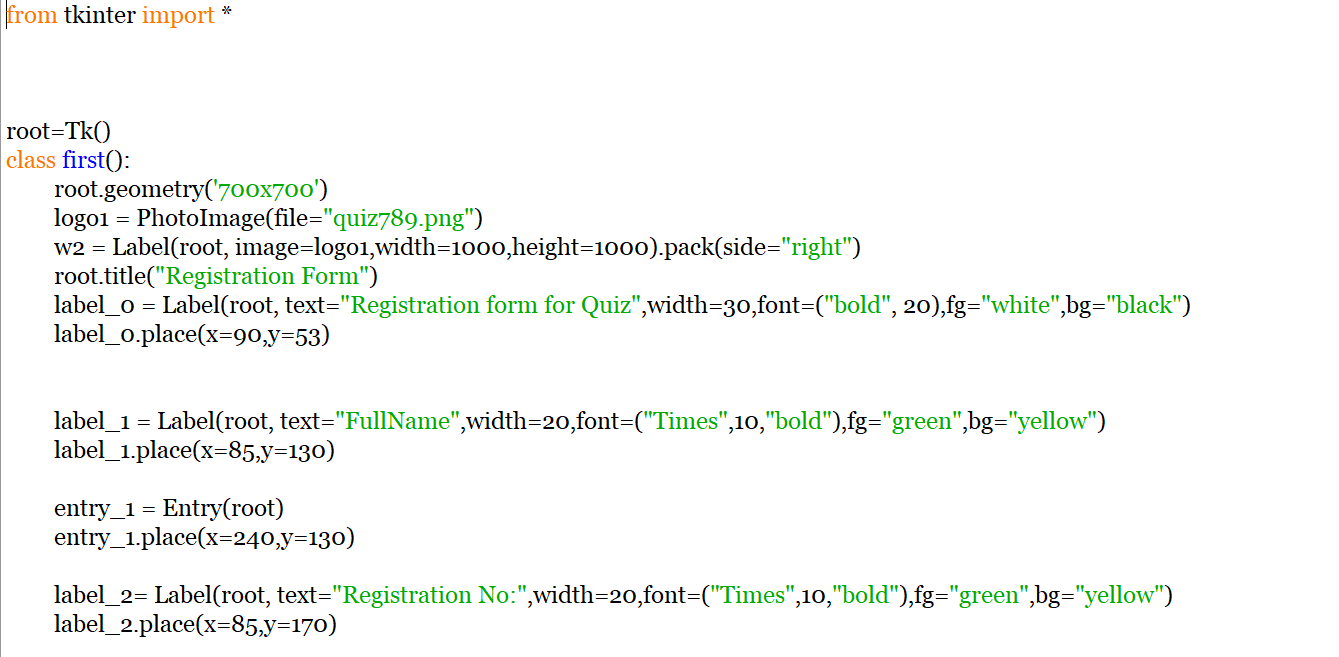 from tkinter import *
root=Tk()
class first():
root.geometry('700x700')
logo1 = PhotoImage(file="quiz789.png")
w2 = Label(root, image=logo1,width=1000,height=1000).pack(side="right")
root.title("Registration Form")
label_0 = Label(root, text="Registration form for Quiz",width=30,font=("bold", 20),fg="white",bg="black")
label_0.place(x=90,y=53)
label_1 = Label(root, text="FullName",width=20,font=("Times",10,"bold"),fg="green",bg="yellow")
label_1.place(x=85,y=130)
entry_1 = Entry(root)
entry_1.place(x=240,y=130)
label_2= Label(root, text="Registration No:",width=20,font=("Times",10,"bold"),fg="green",bg="yellow")
label_2.place(x=85,y=170)